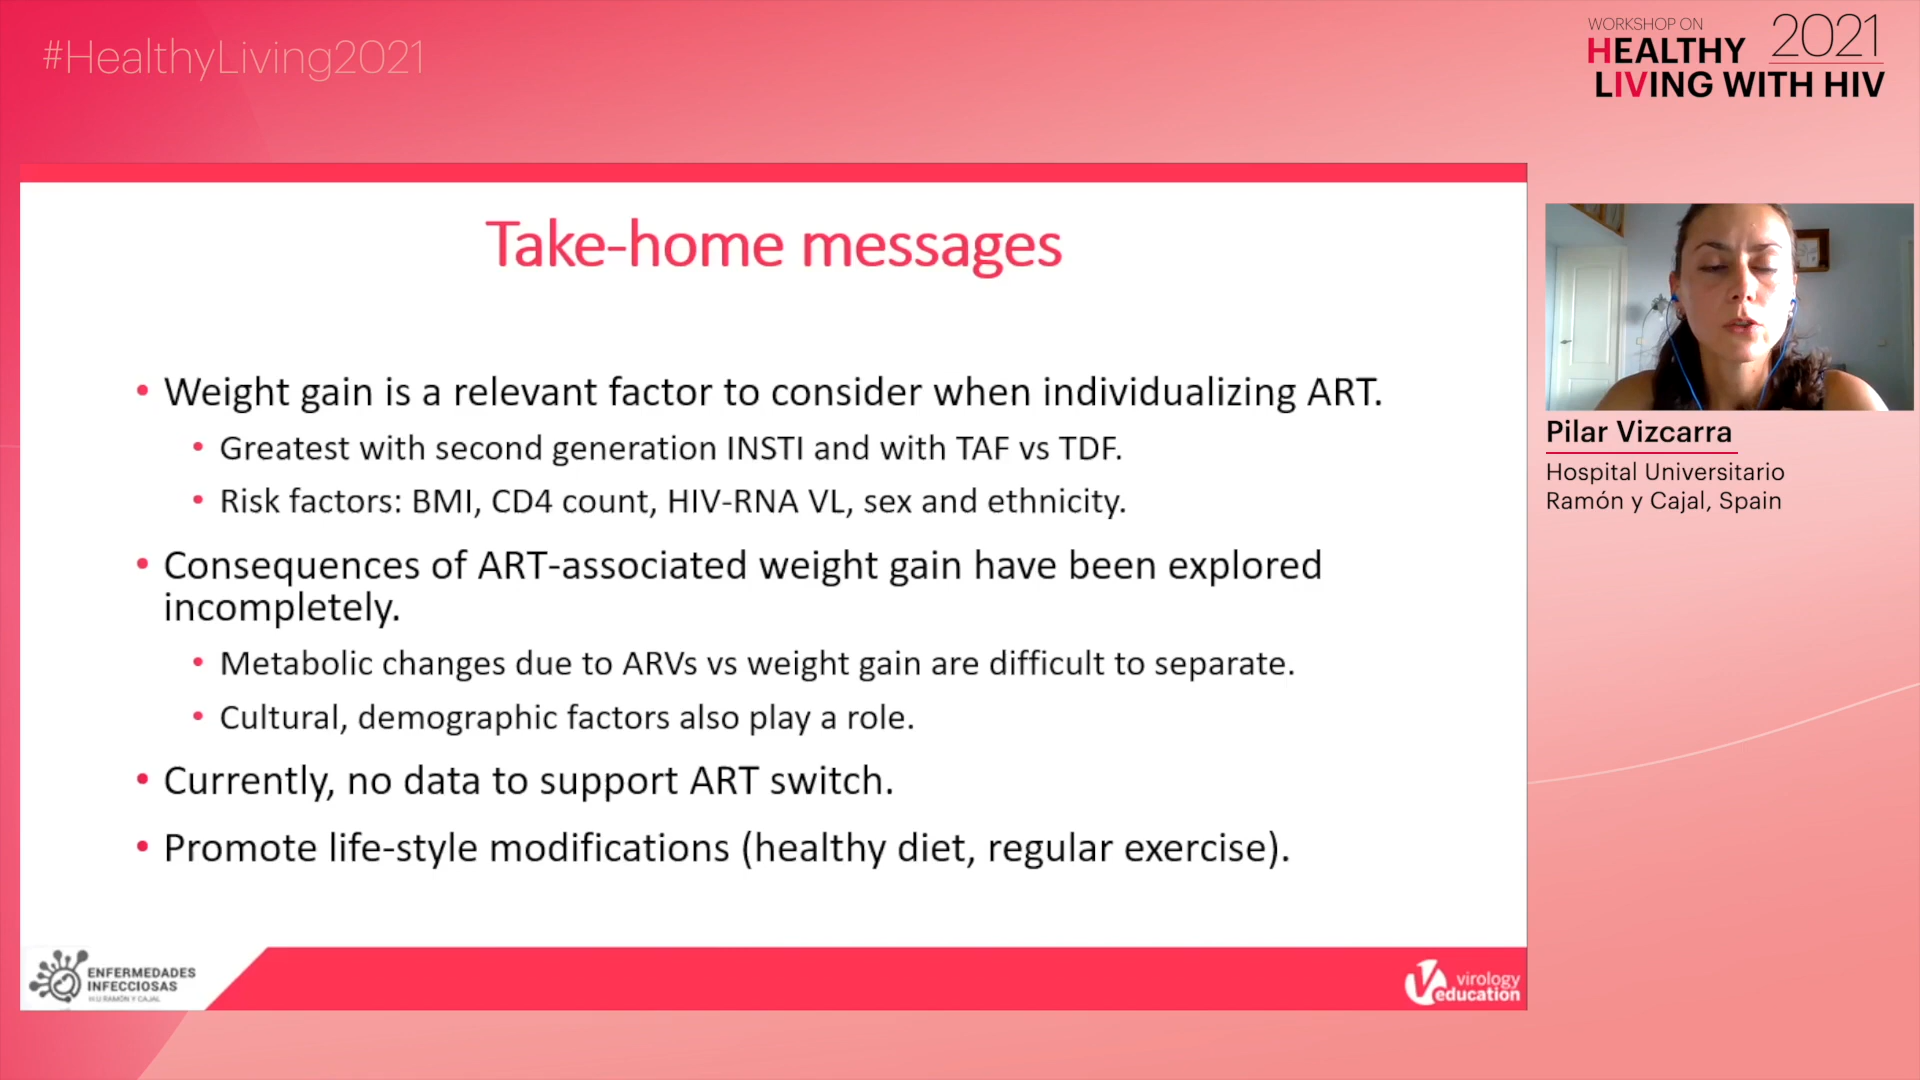 #HealthyLiving2021
WORKSHOP ON
HEALTHY 2021
LIVING WITH HIV
Take-home messages
• Weight gain is a relevant factor to consider when individualizing ART.
• Greatest with second generation INSTI and with TAF vs TDF.
• Risk factors: BMI, CD4 count, HIV-RNA VL, sex and ethnicity.
• Consequences of ART-associated weight gain have been explored
incompletely.
• Metabolic changes due to ARVs vs weight gain are difficult to separate.
• Cultural, demographic factors also play a role.
• Currently, no data to support ART switch.
• Promote life-style modifications (healthy diet, regular exercise).
Pilar Vizcarra
Hospital Universitario
Ramón y Cajal, Spain
ENFERMEDADES
INFECCIOSAS
H.U RAMÓN Y CAJAL
virology
education